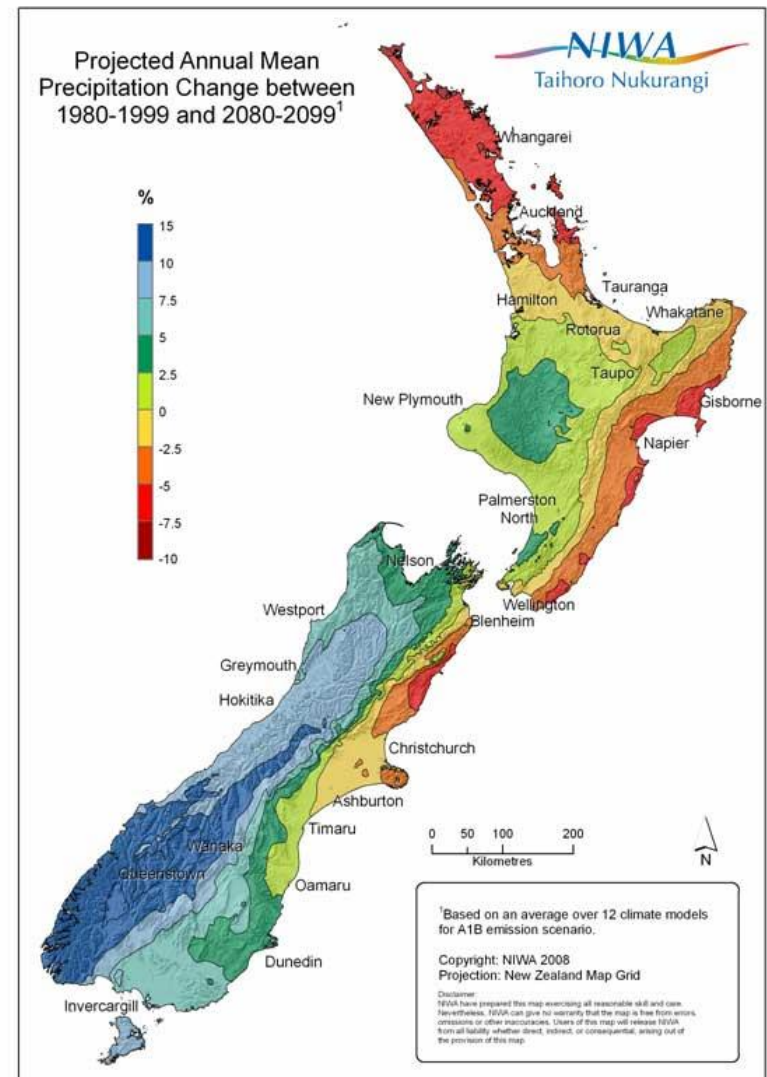 Projected Annual Mean
Precipitation Change between
1980-1999 and 2080-2099¹
NIWA
Taihoro Nukurangi
%
15
10
7.5
5
2.5
0
-2.5
-5
-7.5
-10
Whangarei
Auckland
Tauranga
Hamilton
Whakatane
Rotorua
Taupo
New Plymouth
Gisborne
Napier
Palmerston
North
Nelson
Wellington
Westport
Blenheim
Greymouth
Hokitika
Christchurch
Ashburton
Timaru
Wanaka
Queenstown
Oamaru
Dunedin
Invercargill
0 50 100 200
Kilometres
N
¹Based on an average over 12 climate models
for A1B emission scenario.
Copyright: NIWA 2008
Projection: New Zealand Map Grid
Disclaimer:
NIWA have prepared this map exercising all reasonable skill and care.
Nevertheless, NIWA can give no warranty that the map is free from errors,
omissions or other inaccuracies. Users of this map will release NIWA
from all liability whether direct, indirect, or consequential, arising out of
the provision of this map.